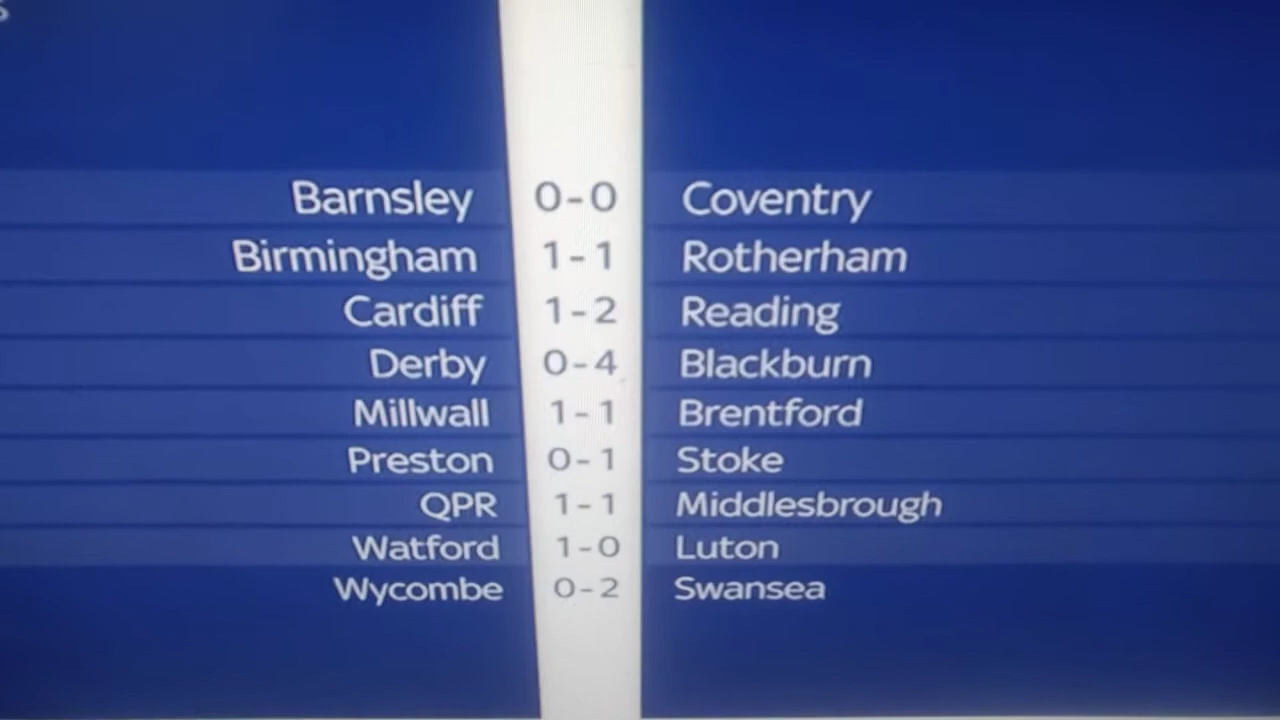 Barnsley 0-0 Coventry
Birmingham 1-1 Rotherham
Cardiff 1-2 Reading
Derby 0-4 Blackburn
Millwall 1-1 Brentford
Preston 0-1 Stoke
QPR 1-1 Middlesbrough
Watford 1-0 Luton
Wycombe 0-2 Swansea